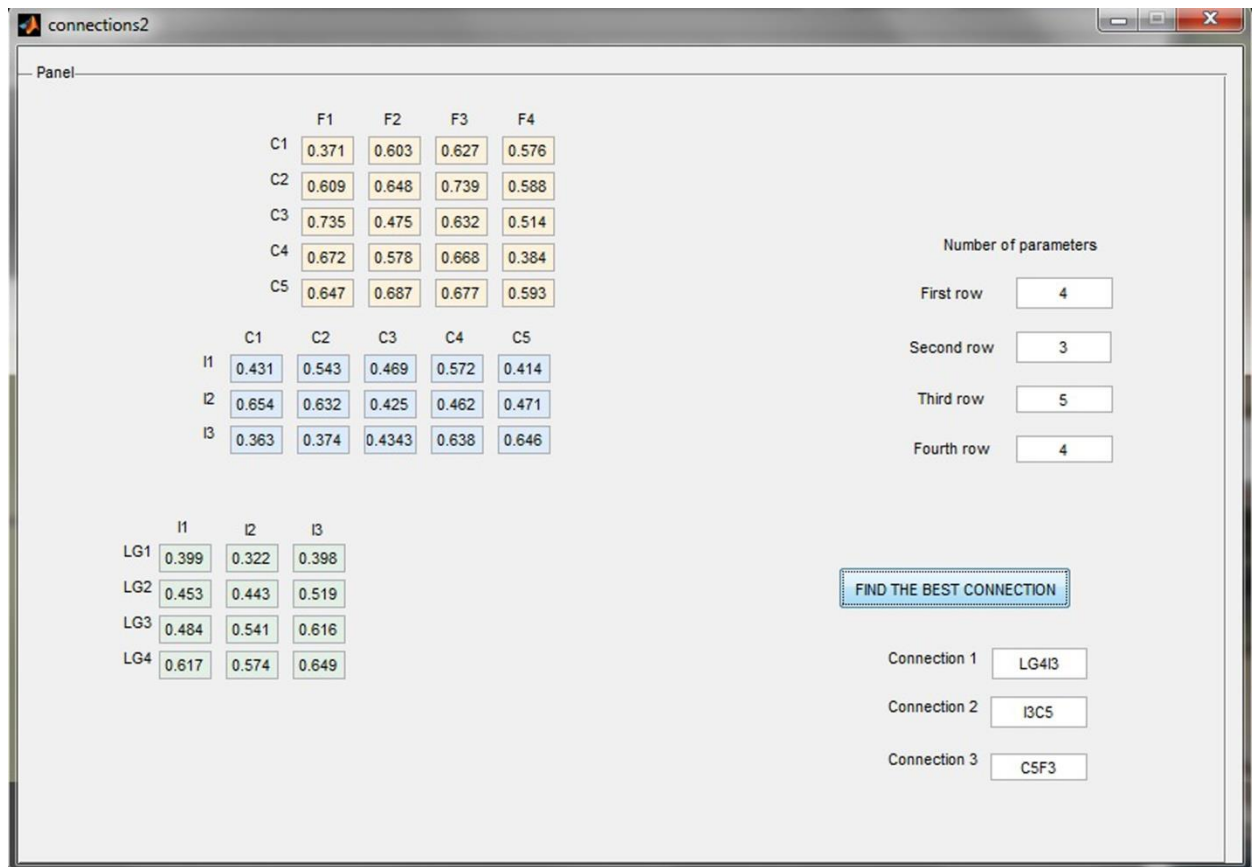 connections2
Panel
F1 F2 F3 F4
C1 0.371 0.603 0.627 0.576
C2 0.609 0.648 0.739 0.588
C3 0.735 0.475 0.632 0.514
C4 0.672 0.578 0.668 0.384
C5 0.647 0.687 0.677 0.593
C1 C2 C3 C4 C5
I1 0.431 0.543 0.469 0.572 0.414
I2 0.654 0.632 0.425 0.462 0.471
I3 0.363 0.374 0.4343 0.638 0.646
I1 I2 I3
LG1 0.399 0.322 0.398
LG2 0.453 0.443 0.519
LG3 0.484 0.541 0.616
LG4 0.617 0.574 0.649
Number of parameters
First row 4
Second row 3
Third row 5
Fourth row 4
FIND THE BEST CONNECTION
Connection 1 LG4I3
Connection 2 I3C5
Connection 3 C5F3